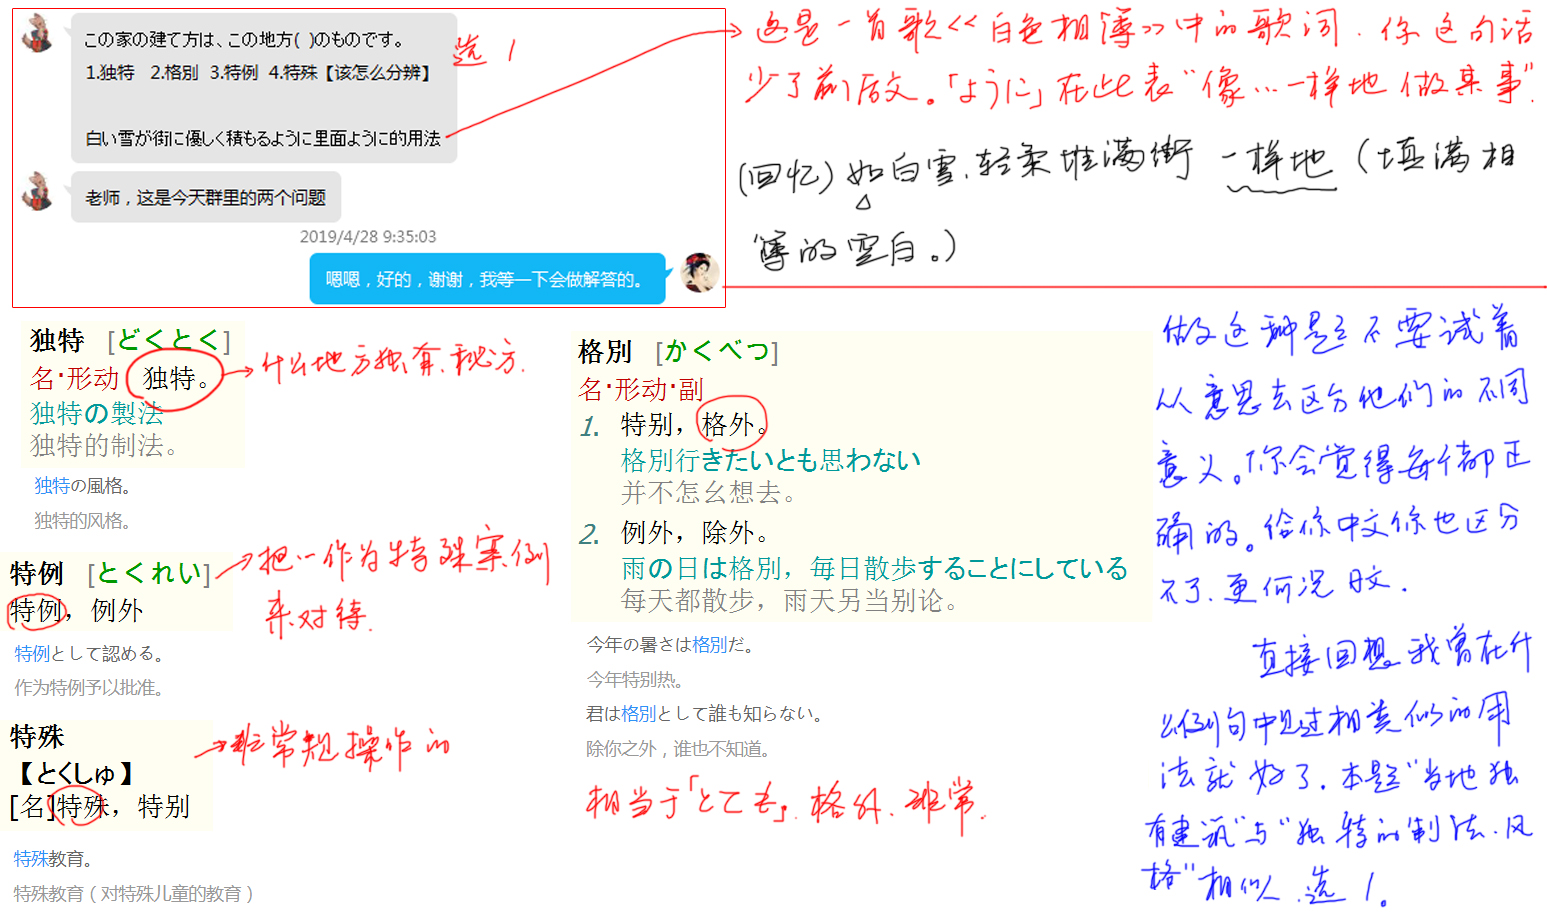 この家の建て方は、この地方( )のものです。
1.独特 2.格別 3.特例 4.特殊【该怎么分辨】
白い雪が街に優しく積もるように里面ように的用法
选 1
老师，这是今天群里的两个问题
2019/4/28 9:35:03
嗯嗯，好的，谢谢，我等一下会做解答的。
这是一首歌<<白色相簿>>中的歌词.你这句话
少了前后文。「ように」在此表“像…一样地做某事”
(回忆)如白雪、轻柔堆满街一样地(填满相
簿的空白。)
独特 [どくとく]
名·形动 独特。
独特の製法
独特的制法。
独特の風格。
独特的风格。
什么地方独有、秘方.
特例 [とくれい]
特例，例外
特例として認める。
作为特例予以批准。
把一作为特殊案例
来对待.
特殊
【とくしゅ】
[名]特殊，特别
特殊教育。
特殊教育（对特殊儿童的教育）
非常规操作的
格別 [かくべつ]
名·形动·副
1. 特别，格外。
格別行きたいとも思わない
并不怎幺想去。
2. 例外，除外。
雨の日は格別，毎日散歩することにしている
每天都散步，雨天另当别论。
今年の暑さは格別だ。
今年特别热。
君は格別として誰も知らない。
除你之外，谁也不知道。
相当于「とても」.格外、非常.
做这种题不要试着
从意思去区分他们的不同
意义。你会觉得每个都正
确的。给你中文你也区分
不了、更何况日文.
直接回想我曾在什
么例句中见过相类似的用
法就好了.本题“当地独
有建筑”与“独特的制法、风
格”相似、选 1。